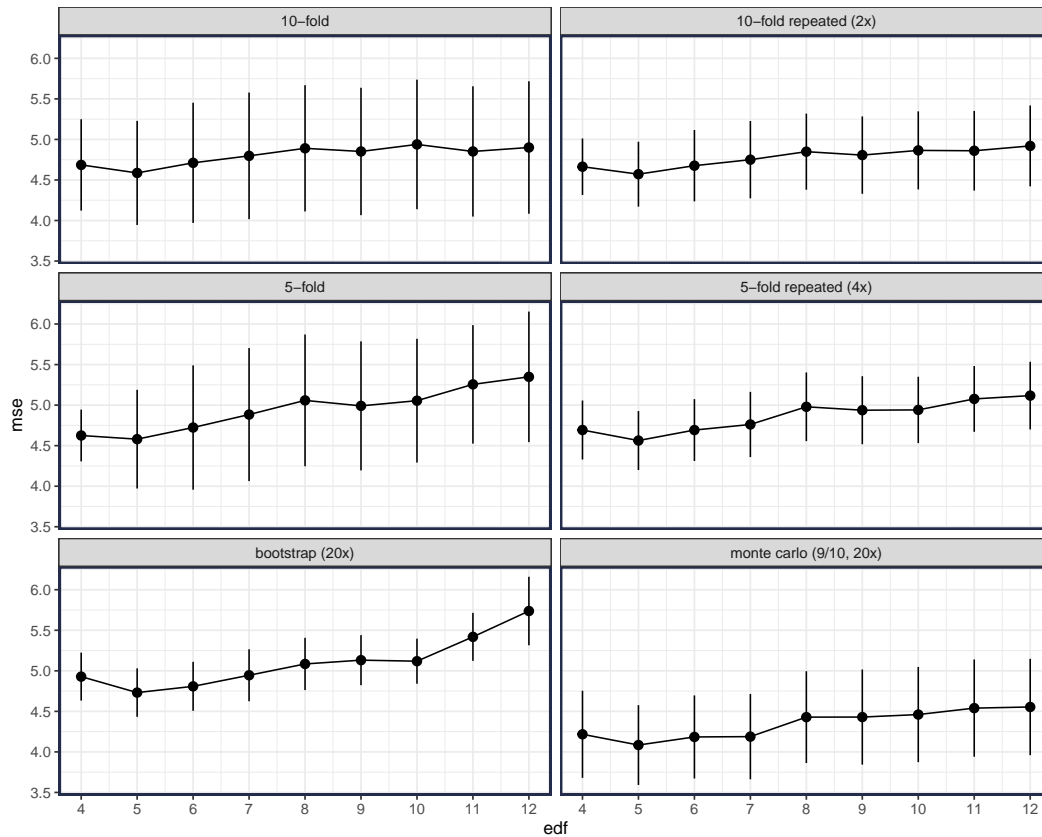 10−fold
10−fold repeated (2x)
6.0
5.5
5.0
4.5
4.0
3.5
5−fold
5−fold repeated (4x)
6.0
5.5
5.0
4.5
4.0
3.5
mse
bootstrap (20x)
monte carlo (9/10, 20x)
6.0
5.5
5.0
4.5
4.0
3.5
4 5 6 7 8 9 10 11 12
4 5 6 7 8 9 10 11 12
edf